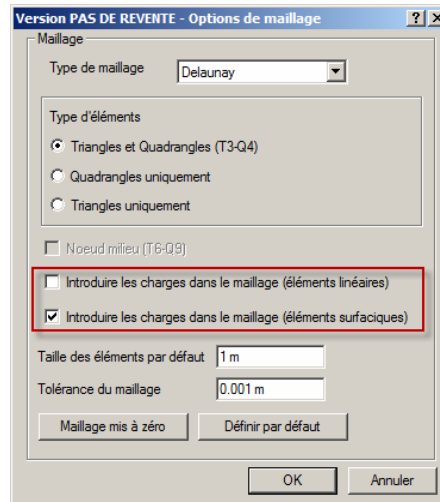 Version PAS DE REVENTE - Options de maillage
Maillage
Type de maillage Delaunay
Type d'éléments
Triangles et Quadrangles (T3-Q4)
Quadrangles uniquement
Triangles uniquement
Noeud milieu (T6-Q9)
Introduire les charges dans le maillage (éléments linéaires)
Introduire les charges dans le maillage (éléments surfaciques)
Taille des éléments par défaut 1 m
Tolérance du maillage 0.001 m
Maillage mis à zéro Définir par défaut
OK Annuler